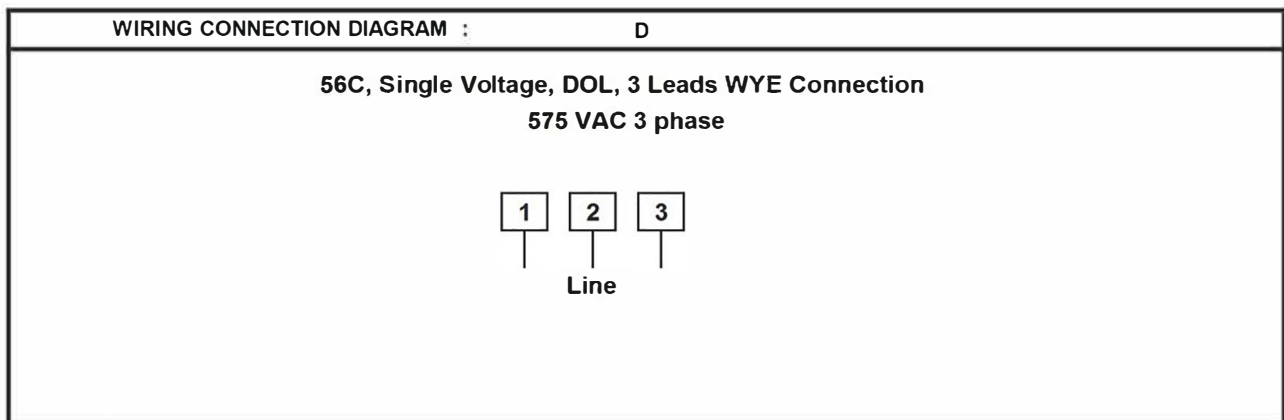 WIRING CONNECTION DIAGRAM : D
56C, Single Voltage, DOL, 3 Leads WYE Connection
575 VAC 3 phase
1 2 3
Line